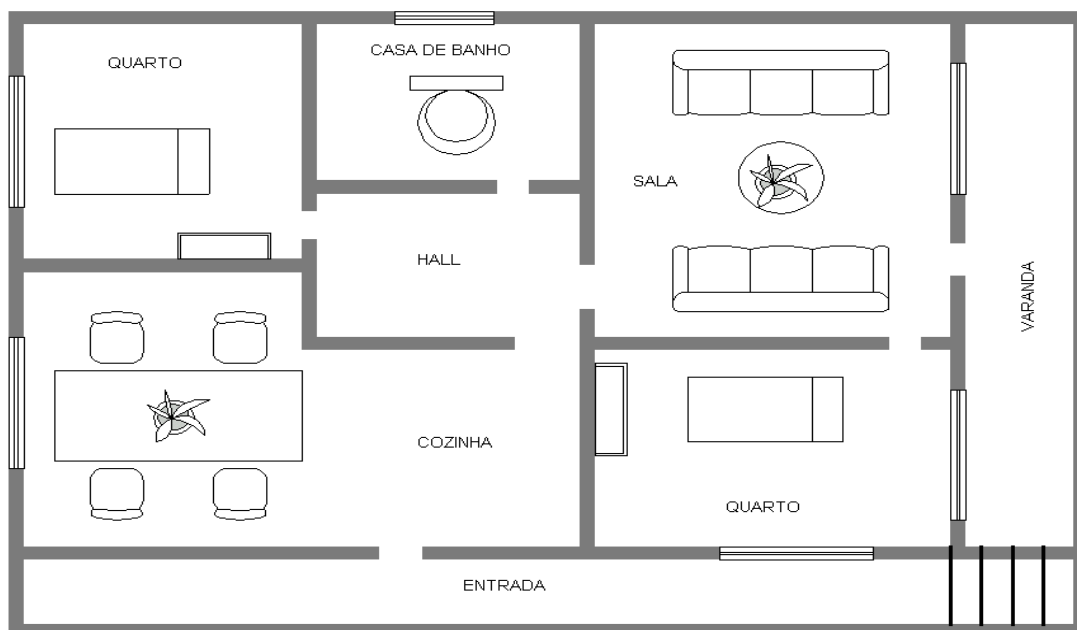 QUARTO
CASA DE BANHO
SALA
HALL
VARANDA
COZINHA
QUARTO
ENTRADA